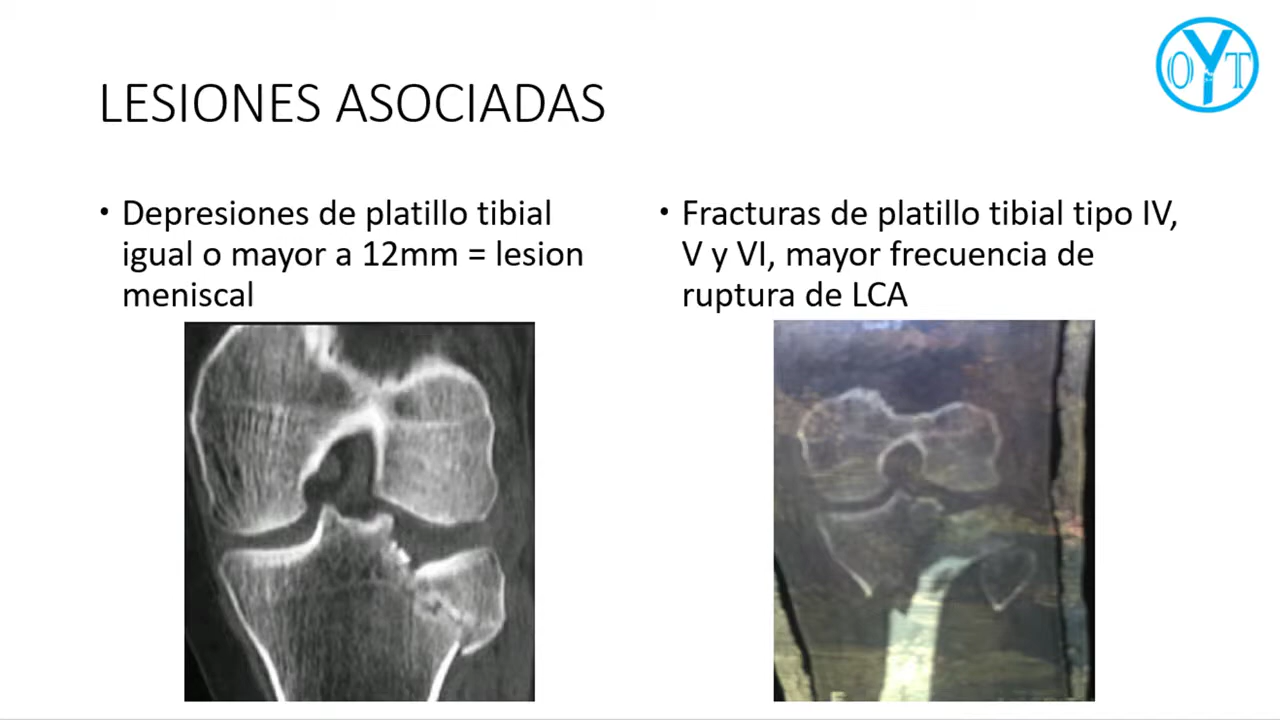 OYT
LESIONES ASOCIADAS
• Depresiones de platillo tibial
igual o mayor a 12mm = lesion
meniscal
• Fracturas de platillo tibial tipo IV,
V y VI, mayor frecuencia de
ruptura de LCA